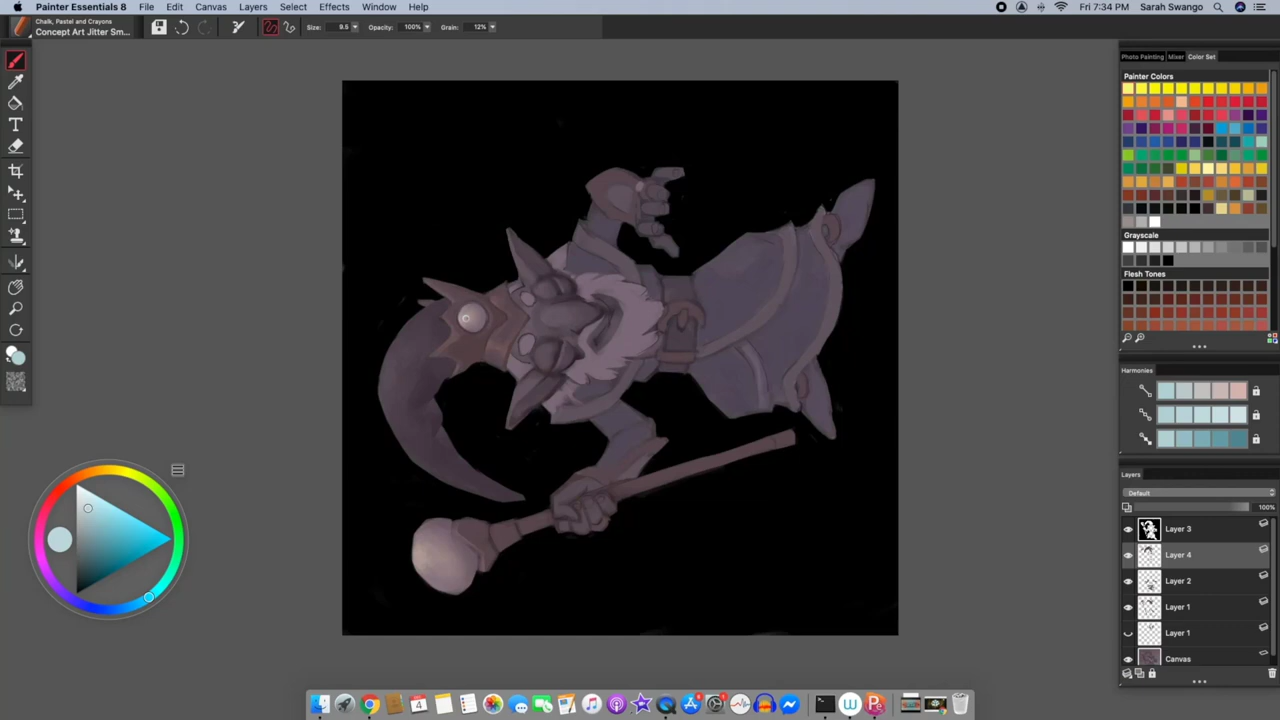 Painter Essentials 8 File Edit Canvas Layers Select Effects Window Help Fri 7:34 PM Sarah Swango
Chalk, Pastel and Crayons
Concept Art Jitter Sm... Size: 9.5 Opacity: 100% Grain: 12%
Photo Painting Mixer Color Set
Painter Colors
Grayscale
Flesh Tones
Harmonies
Layers
Default
100%
Layer 3
Layer 4
Layer 2
Layer 1
Layer 1
Canvas